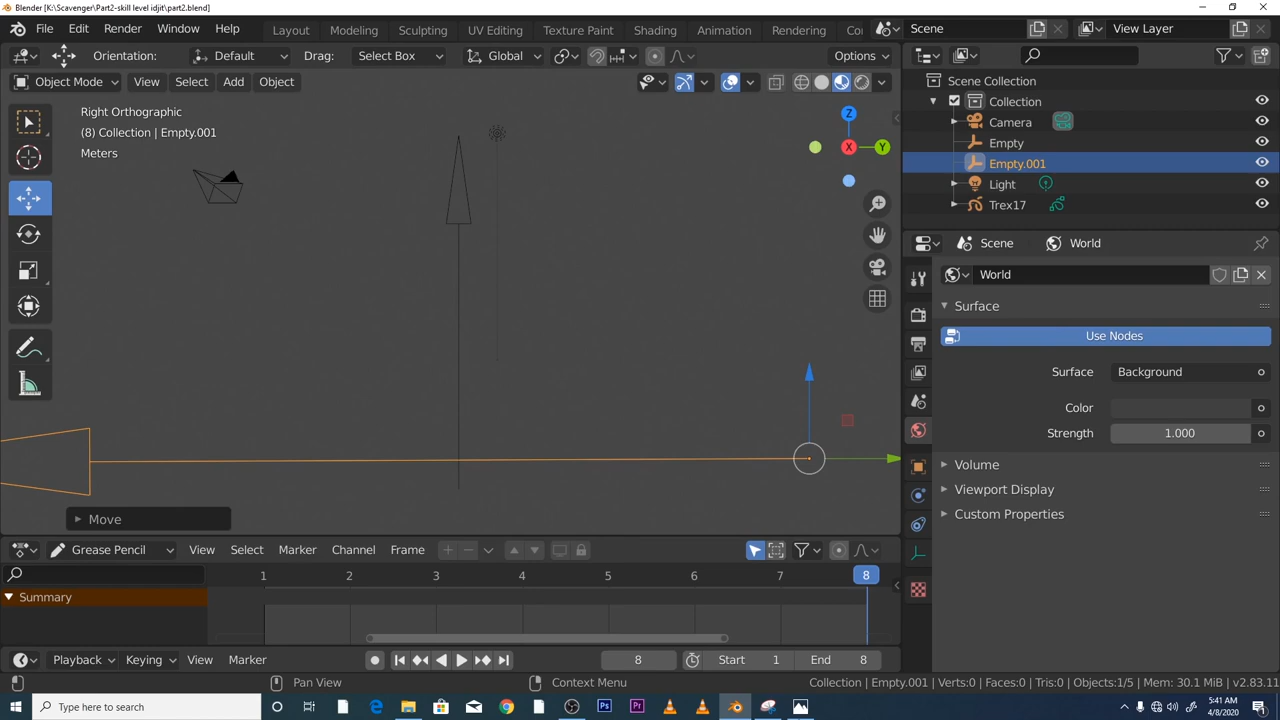 Blender [K:\Scavenger\Part2-skill level idjit\part2.blend]
File Edit Render Window Help Layout Modeling Sculpting UV Editing Texture Paint Shading Animation Rendering Co Scene View Layer
Orientation: Default Drag: Select Box Global Options
Object Mode View Select Add Object
Right Orthographic
(8) Collection | Empty.001
Meters
Z
X Y
Move
Scene Collection
Collection
Camera
Empty
Empty.001
Light
Trex17
Scene World
World
Surface
Use Nodes
Surface Background
Color
Strength 1.000
Volume
Viewport Display
Custom Properties
Grease Pencil View Select Marker Channel Frame
1 2 3 4 5 6 7 8
Summary
Playback Keying View Marker 8 Start 1 End 8
Pan View Context Menu Collection | Empty.001 | Verts:0 | Faces:0 | Tris:0 | Objects:1/5 | Mem: 30.1 MiB | v2.83.11
Type here to search
5:41 AM
4/8/2020